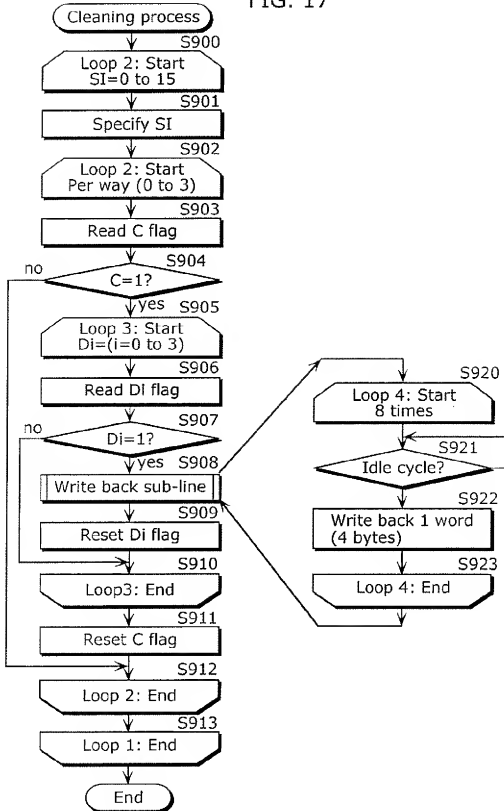 FIG. 17
Cleaning process
S900
Loop 2: Start
SI=0 to 15
S901
Specify SI
S902
Loop 2: Start
Per way (0 to 3)
S903
Read C flag
S904
no
C=1?
yes
S905
Loop 3: Start
Di=(i=0 to 3)
S906
Read Di flag
S907
no
Di=1?
yes
S908
Write back sub-line
S909
Reset Di flag
S910
Loop3: End
S911
Reset C flag
S912
Loop 2: End
S913
Loop 1: End
End
S920
Loop 4: Start
8 times
S921
Idle cycle?
S922
Write back 1 word
(4 bytes)
S923
Loop 4: End